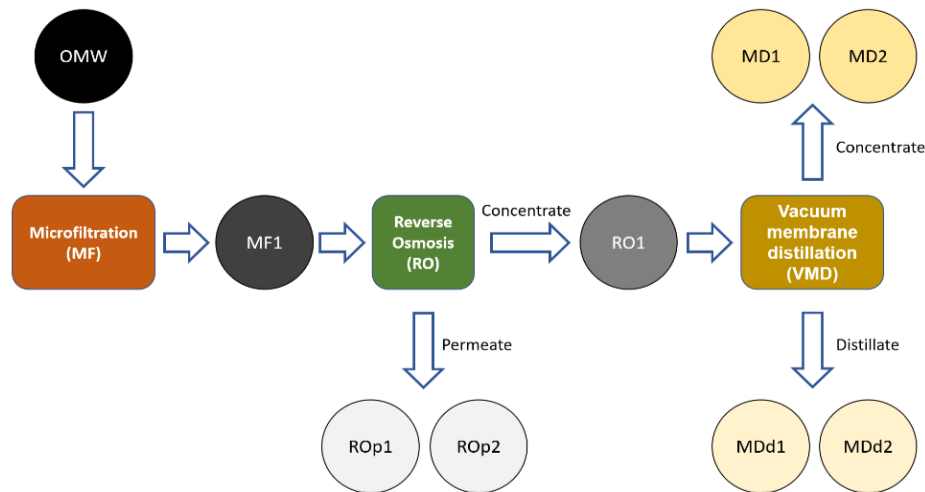 OMW
MD1
MD2
Concentrate
Microfiltration
(MF)
MF1
Reverse
Osmosis
(RO)
Concentrate
RO1
Vacuum
membrane
distillation
(VMD)
Permeate
Distillate
ROp1
ROp2
MDd1
MDd2